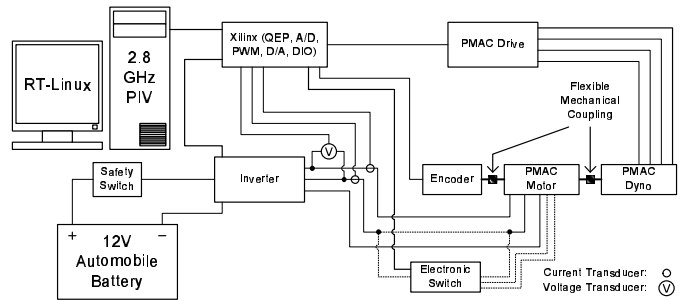 RT-Linux
2.8
GHz
PIV
Xilinx (QEP, A/D,
PWM, D/A, DIO)
PMAC Drive
Flexible
Mechanical
Coupling
V
Safety
Switch
Inverter
Encoder
PMAC
Motor
PMAC
Dyno
+ 12V −
Automobile
Battery
Electronic
Switch
Current Transducer:
Voltage Transducer: V